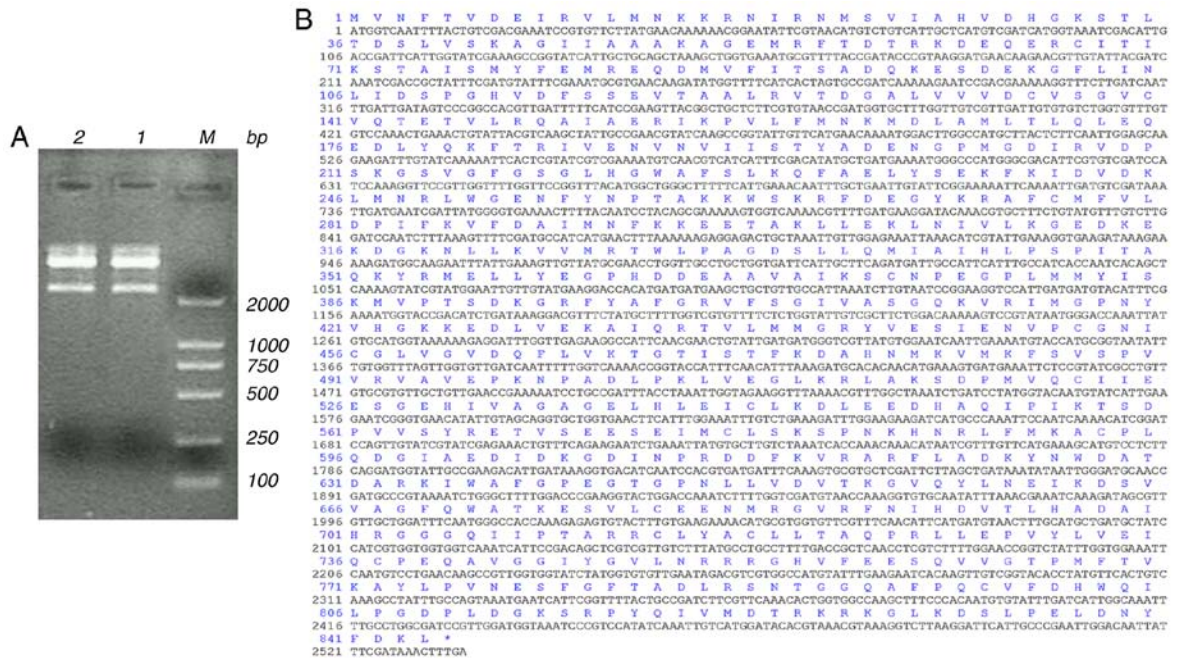 A
2 1 M bp
2000
1000
750
500
250
100
B
1 M V N F T V D E I R V L M N K K R N I R N M S V I A H V D H G K S T L
1 ATGGTCAATTTTACTGTCGACGAAATCCGTGTTCTTATGAACAAAAAACGGAATATTCGTAACATGTCTGTCATTGCTCATGTCGATCATGGTAAATCGACATTG
36 T D S L V S K A G I I A A A K A G E M R F T D T R K D E Q E R C I T I
106 ACCGATTCATTGGTATCGAAAGCCGGTATCATTGCTGCAGCTAAAGCTGGTGAAATGCGTTTTACCGATACCCGTAAGGATGAACAAGAACGTTGTATTACGATC
71 K S T A I S M Y F E M R E Q D M V F I T S A D Q K E S D E K G F L I N
211 AAATCGACCGCTATTTCGATGTATTTCGAAATGCGTGAACAAGATATGGTTTTCATCACTAGTGCCGATCAAAAAGAATCCGACGAAAAAGGTTTCTTGATCAAT
106 L I D S P G H V D F S S E V T A A L R V T D G A L V V V D C V S G V C
316 TTGATTGATAGTCCCGGCCACGTTGATTTTTCATCCGAAGTTACGGCTGCTCTTCGTGTAACCGATGGTGCTTTGGTTGTCGTTGATTGTGTGTCTGGTGTTTGT
141 V Q T E T V L R Q A I A E R I K P V L F M N K M D L A M L T L Q L E Q
421 GTCCAAACTGAAACTGTATTACGTCAAGCTATTGCCGAACGTATCAAGCCGGTATTGTTCATGAACAAAATGGACTTGGCCATGCTTACTCTTCAATTGGAGCAA
176 E D L Y Q K F T R I V E N V N V I I S T Y A D E N G P M G D I R V D P
526 GAAGATTTGTATCAAAAATTCACTCGTATCGTCGAAAATGTCAACGTCATCATTTCGACATATGCTGATGAAAATGGGCCCATGGGCGACATTCGTGTCGATCCA
211 S K G S V G F G S G L H G W A F S L K Q F A E L Y S E K F K I D V D K
631 TCCAAAGGTTCCGTTGGTTTTGGTTCCGGTTTACATGGCTGGGCTTTTTCATTGAAACAATTTGCTGAATTGTATTCGGAAAAATTCAAAATTGATGTCGATAAA
246 L M N R L W G E N F Y N P T A K K W S K R F D E G Y K R A F C M F V L
736 TTGATGAATCGATTATGGGGTGAAAACTTTTACAATCCTACAGCGAAAAAGTGGTCAAAACGTTTTGATGAAGGATACAAACGTGCTTTCTGTATGTTTGTCTTG
281 D P I F K V F D A I M N F K K E E T A K L L E K L N I V L K G E D K E
841 GATCCAATCTTTAAAGTTTTCGATGCCATCATGAACTTTAAAAAAGAGGAGACTGCTAAATTGTTGGAGAAATTAAACATCGTATTGAAAGGTGAAGATAAAGAA
316 K D G K N L L K V V M R T W L P A G D S L L Q M I A I H L P S P I T A
946 AAAGATGGCAAGAATTTATTGAAAGTTGTTATGCGAACCTGGTTGCCTGCTGGTGATTCATTGCTTCAGATGATTGCCATTCATTTGCCATCACCAATCACAGCT
351 Q K Y R M E L L Y E G P H D D E A A V A I K S C N P E G P L M M Y I S
1051 CAAAAGTATCGTATGGAATTGTTGTATGAAGGACCACATGATGATGAAGCTGCTGTTGCCATTAAATCTTGTAATCCGGAAGGTCCATTGATGATGTACATTTCG
386 K M V P T S D K G R F Y A F G R V F S G I V A S G Q K V R I M G P N Y
1156 AAAATGGTACCGACATCTGATAAAGGACGTTTCTATGCTTTTGGTCGTGTTTTCTCTGGTATTGTCGCTTCTGGACAAAAAGTCCGTATAATGGGACCAAATTAT
421 V H G K K E D L V E K A I Q R T V L M M G R Y V E S I E N V P C G N I
1261 GTGCATGGTAAAAAAGAGGATTTGGTTGAGAAGGCCATTCAACGAACTGTATTGATGATGGGTCGTTATGTGGAATCAATTGAAAATGTACCATGCGGTAATATT
456 C G L V G V D Q F L V K T G T I S T F K D A H N M K V M K F S V S P V
1366 TGTGGTTTAGTTGGTGTTGATCAATTTTTGGTCAAAACCGGTACCATTTCAACATTTAAAGATGCACACAACATGAAAGTGATGAAATTCTCCGTATCGCCTGTT
491 V R V A V E P K N P A D L P K L V E G L K R L A K S D P M V Q C I I E
1471 GTGCGTGTTGCTGTTGAACCGAAAAATCCTGCCGATTTACCTAAATTGGTAGAAGGTTTAAAACGTTTGGCTAAATCTGATCCTATGGTACAATGTATCATTGAA
526 E S G E H I V A G A G E L H L E I C L K D L E E D H A Q I P I K T S D
1576 GAATCGGGTGAACATATTGTAGCAGGTGCTGGTGAACTTCATTTGGAAATTTGTCTGAAAGATTTGGAAGAAGATCATGCCCAAATTCCAATCAAAACATCGGAT
561 P V V S Y R E T V S E E S E I M C L S K S P N K H N R L F M K A C P L
1681 CCAGTTGTATCGTATCGAGAAACTGTTTCAGAAGAATCTGAAATTATGTGCTTGTCTAAATCACCAAACAAACATAATCGTTTGTTCATGAAAGCATGTCCTCTT
596 Q D G I A E D I D K G D I N P R D D F K V R A R F L A D K Y N W D A T
1786 CAGGATGGTATTGCCGAAGACATTGATAAAGGTGACATCAATCCACGTGATGATTTCAAAGTGCGTGCTCGATTCTTAGCTGATAAATATAATTGGGATGCAACC
631 D A R K I W A F G P E G T G P N L L V D V T K G V Q Y L N E I K D S V
1891 GATGCCCGTAAAATCTGGGCTTTTGGACCCGAAGGTACTGGACCAAATCTTTTGGTCGATGTAACCAAAGGTGTGCAATATTTAAACGAAATCAAAGATAGCGTT
666 V A G F Q W A T K E S V L C E E N M R G V R F N I H D V T L H A D A I
1996 GTTGCTGGATTTCAATGGGCCACCAAAGAGAGTGTACTTTGTGAAGAAAACATGCGTGGTGTTCGTTTCAACATTCATGATGTAACTTTGCATGCTGATGCTATC
701 H R G G G Q I I P T A R R C L Y A C L L T A Q P R L L E P V Y L V E I
2101 CATCGTGGTGGTGGTCAAATCATTCCGACAGCTCGTCGTTGTCTTTATGCCTGCCTTTTGACCGCTCAACCTCGTCTTTTGGAACCGGTCTATTTGGTGGAAATT
736 Q C P E Q A V G G I Y G V L N R R R G H V F E E S Q V V G T P M F T V
2206 CAATGTCCTGAACAAGCCGTTGGTGGTATCTATGGTGTGTTGAATAGACGTCGTGGCCATGTATTTGAAGAATCACAAGTTGTCGGTACACCTATGTTCACTGTC
771 K A Y L P V N E S F G F T A D L R S N T G G Q A F P Q C V F D H W Q I
2311 AAAGCCTATTTGCCAGTAAATGAATCATTCGGTTTTACTGCCGATCTTCGTTCAAACACTGGTGGCCAAGCTTTCCCACAATGTGTATTTGATCATTGGCAAATT
806 L P G D P L D G K S R P Y Q I V M D T R K R K G L K D S L P E L D N Y
2416 TTGCCTGGCGATCCGTTGGATGGTAAATCCCGTCCATATCAAATTGTCATGGATACACGTAAACGTAAAGGTCTTAAGGATTCATTGCCCGAATTGGACAATTAT
841 F D K L *
2521 TTCGATAAACTTTGA